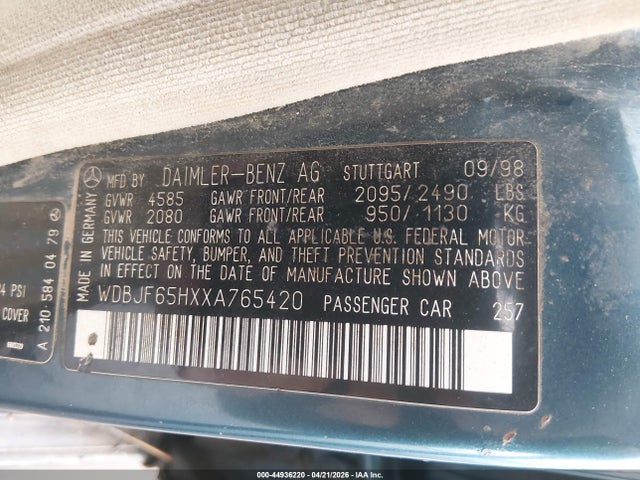 MFD BY DAIMLER-BENZ AG STUTTGART 09/98
GVWR 4585 GAWR FRONT/REAR 2095/2490 LBS
GVWR 2080 GAWR FRONT/REAR 950/1130 KG
THIS VEHICLE CONFORMS TO ALL APPLICABLE U.S. FEDERAL MOTOR
VEHICLE SAFETY, BUMPER, AND THEFT PREVENTION STANDARDS
IN EFFECT ON THE DATE OF MANUFACTURE SHOWN ABOVE
WDBJF65HXXA765420 PASSENGER CAR 257
MADE IN GERMANY
A 210 584 04 79
4 PSI
COVER
000-44936220 04/21/2026 - IAA Inc.